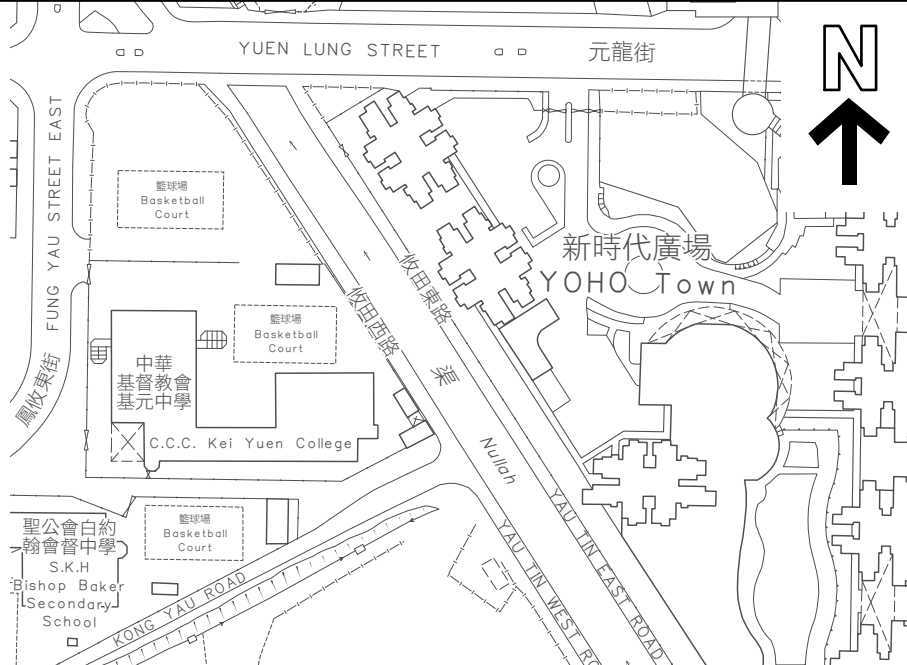 YUEN LUNG STREET
元龍街
N
FUNG YAU STREET EAST
鳳攸東街
籃球場
Basketball
Court
新時代廣場
YOHO Town
攸田東路
攸田西路
籃球場
Basketball
Court
渠
Nullah
中華
基督教會
基元中學
C.C.C. Kei Yuen College
籃球場
Basketball
Court
聖公會白約
翰會督中學
S.K.H
Bishop Baker
Secondary
School
KONG YAU ROAD
YAU TIN EAST ROAD
YAU TIN WEST RO